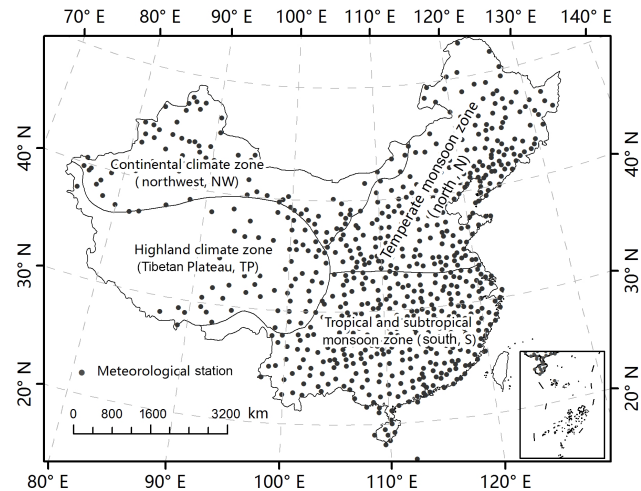 70° E 80° E 90° E 100° E 110° E 120° E 130° E 140° E
40° N
40° N
Continental climate zone
(northwest, NW)
Temperate monsoon zone
(north, N)
Highland climate zone
(Tibetan Plateau, TP)
30° N
30° N
Tropical and subtropical
monsoon zone (south, S)
Meteorological station
20° N
20° N
0 800 1600 3200 km
80° E 90° E 100° E 110° E 120° E